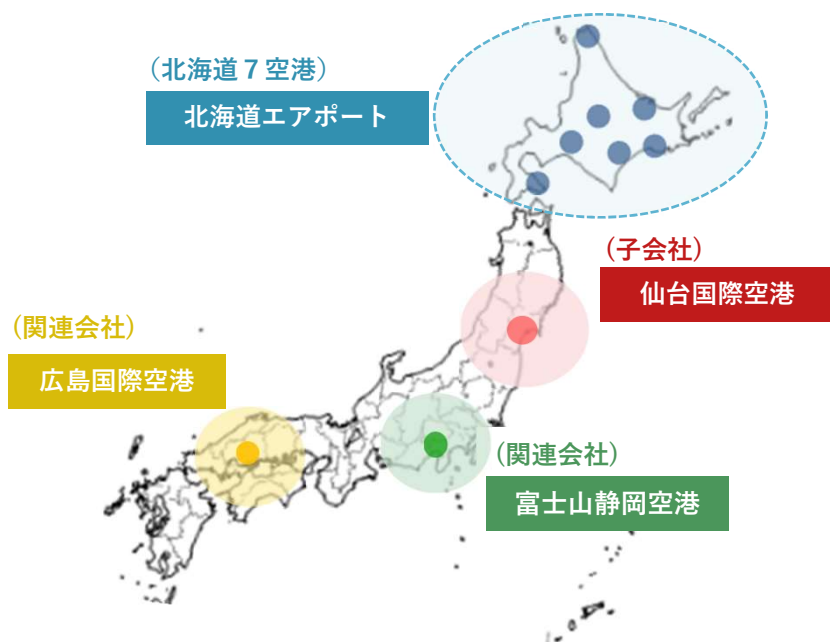 （北海道７空港）
北海道エアポート
（子会社）
仙台国際空港
（関連会社）
広島国際空港
（関連会社）
富士山静岡空港